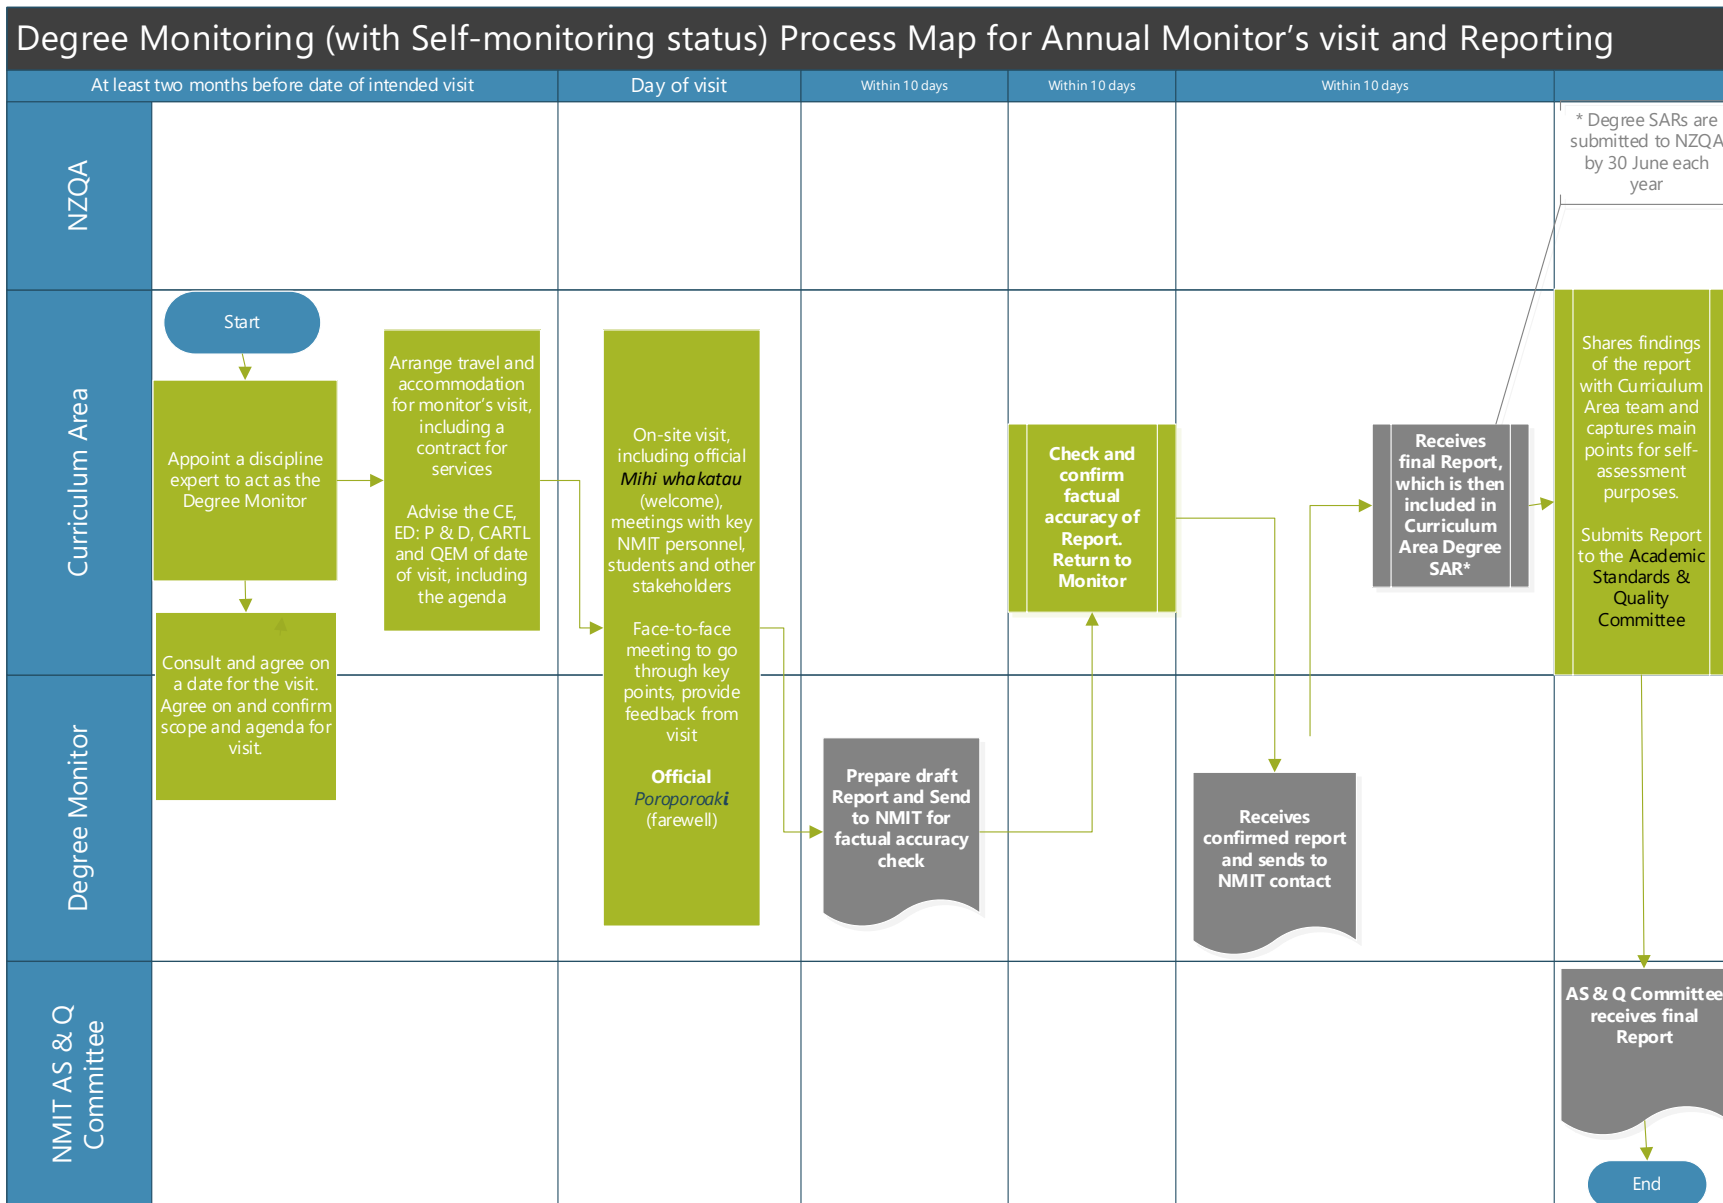 Degree Monitoring (with Self-monitoring status) Process Map for Annual Monitor's visit and Reporting
At least two months before date of intended visit
Day of visit
Within 10 days
Within 10 days
Within 10 days
NZQA
* Degree SARs are
submitted to NZQA
by 30 June each
year
Curriculum Area
Start
Appoint a discipline
expert to act as the
Degree Monitor
Consult and agree on
a date for the visit.
Agree on and confirm
scope and agenda for
visit.
Arrange travel and
accommodation
for monitor's visit,
including a
contract for
services
Advise the CE,
ED: P & D, CARTL
and QEM of date
of visit, including
the agenda
On-site visit,
including official
Mihi whakatau
(welcome),
meetings with key
NMIT personnel,
students and other
stakeholders
Face-to-face
meeting to go
through key
points, provide
feedback from
visit
Official
Poroporoaki
(farewell)
Check and
confirm
factual
accuracy of
Report.
Return to
Monitor
Receives
final Report,
which is then
included in
Curriculum
Area Degree
SAR*
Shares findings
of the report
with Curriculum
Area team and
captures main
points for self-
assessment
purposes.
Submits Report
to the Academic
Standards &
Quality
Committee
Degree Monitor
Prepare draft
Report and Send
to NMIT for
factual accuracy
check
Receives
confirmed report
and sends to
NMIT contact
NMIT AS & Q
Committee
AS & Q Committee
receives final
Report
End